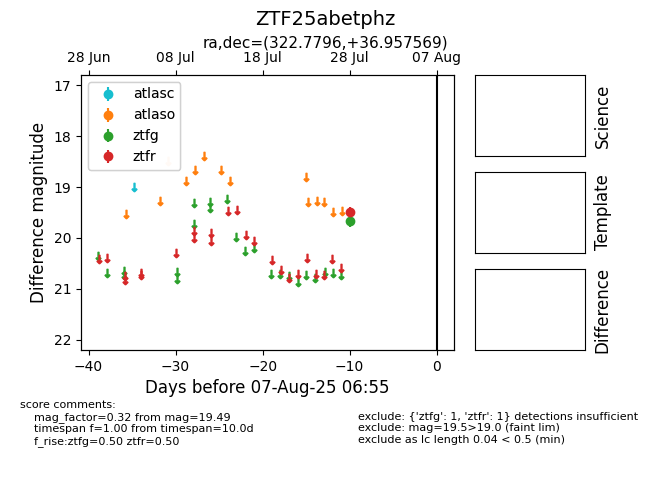 ZTF25abetphz
ra,dec=(322.7796,+36.957569)
28 Jun 08 Jul 18 Jul 28 Jul 07 Aug
17
18
19
20
21
22
Difference magnitude
atlasc
atlaso
ztfg
ztfr
−40 −30 −20 −10 0
Days before 07-Aug-25 06:55
Science
Template
Difference
score comments:
mag_factor=0.32 from mag=19.49
timespan f=1.00 from timespan=10.0d
f_rise:ztfg=0.50 ztfr=0.50
exclude: {'ztfg': 1, 'ztfr': 1} detections insufficient
exclude: mag=19.5>19.0 (faint lim)
exclude as lc length 0.04 < 0.5 (min)